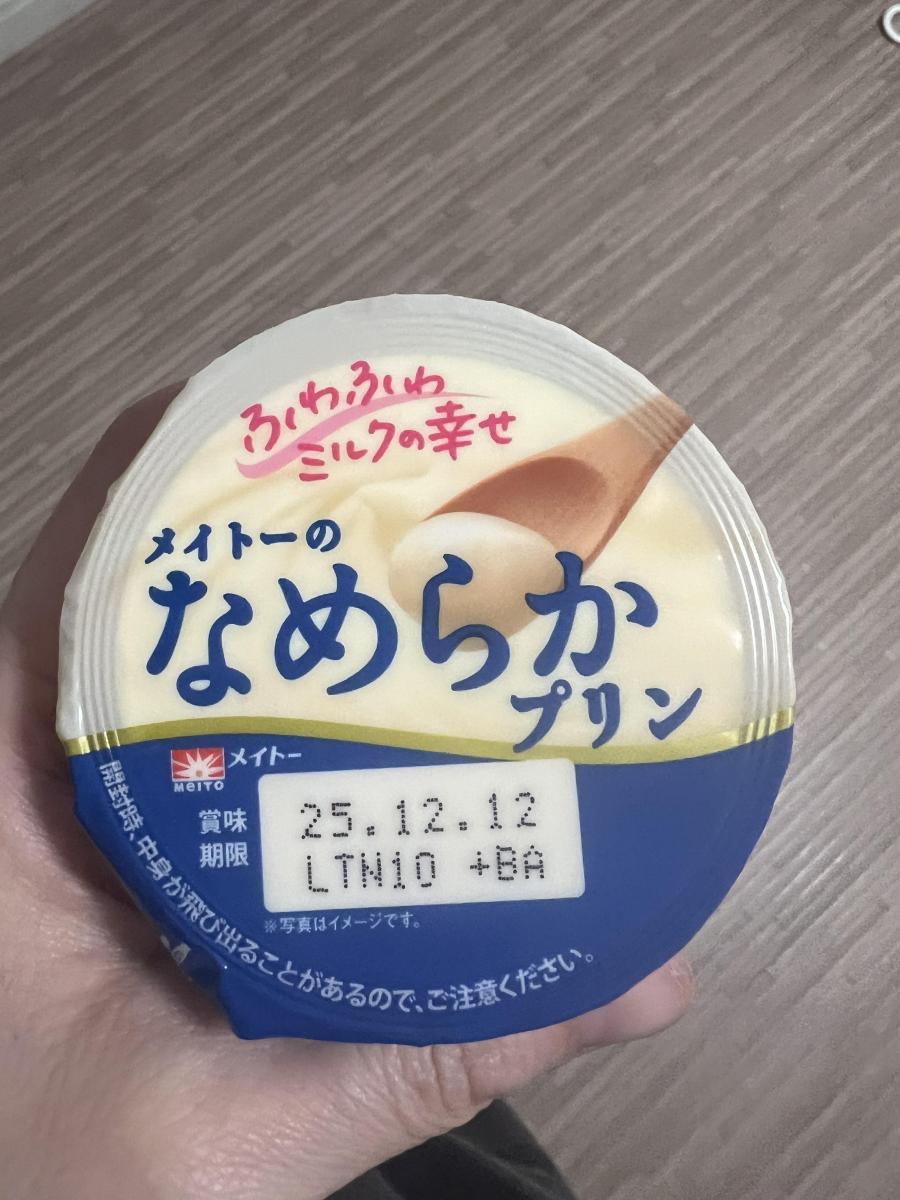 ふわふわ
ミルクの幸せ
メイトーの
なめらか
プリン
MEITO
メイトー
賞味
期限
25.12.12
LTN10 +BA
※写真はイメージです。
開封時、中身が飛び出ることがあるので、ご注意ください。